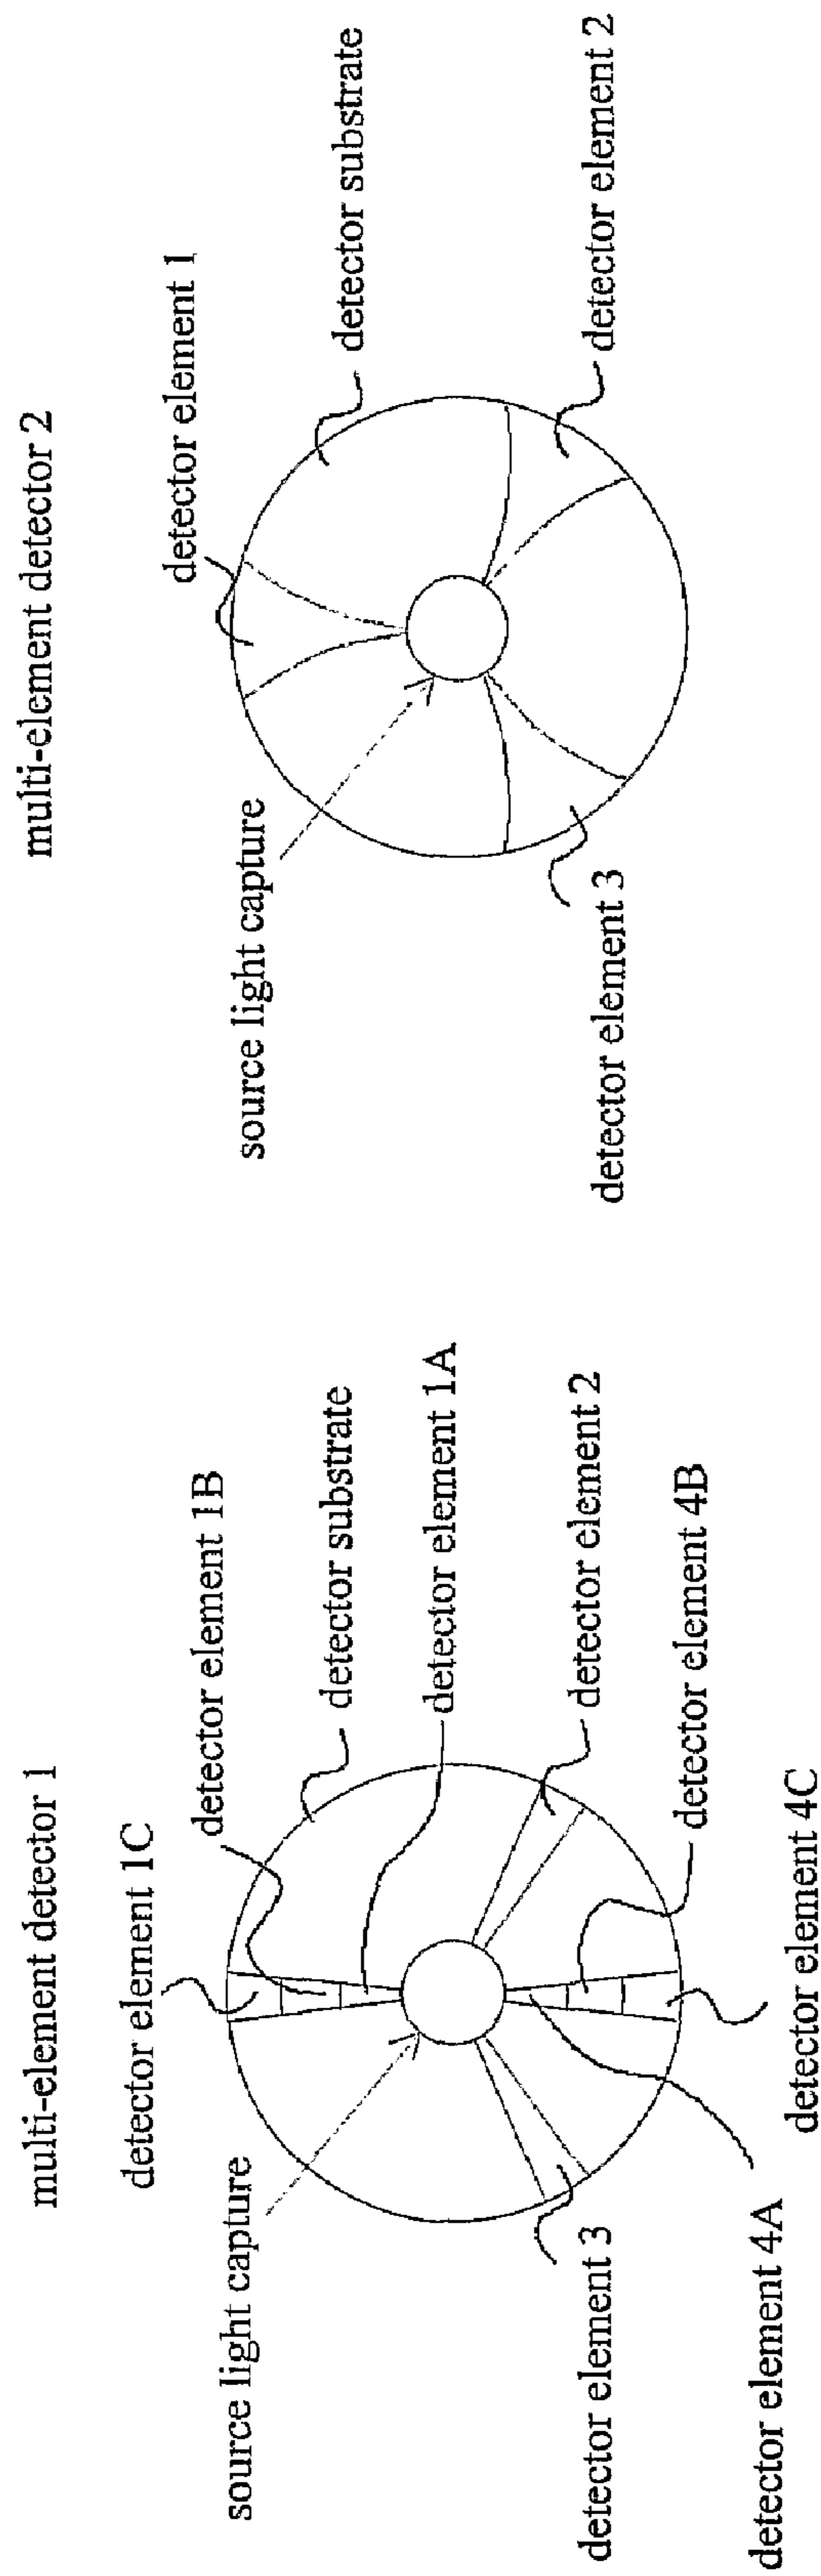 multi-element detector 1
detector element 1C
detector element 1B
detector substrate
source light capture
detector element 1A
detector element 2
detector element 3
detector element 4B
detector element 4A
detector element 4C
multi-element detector 2
detector element 1
detector substrate
source light capture
detector element 2
detector element 3